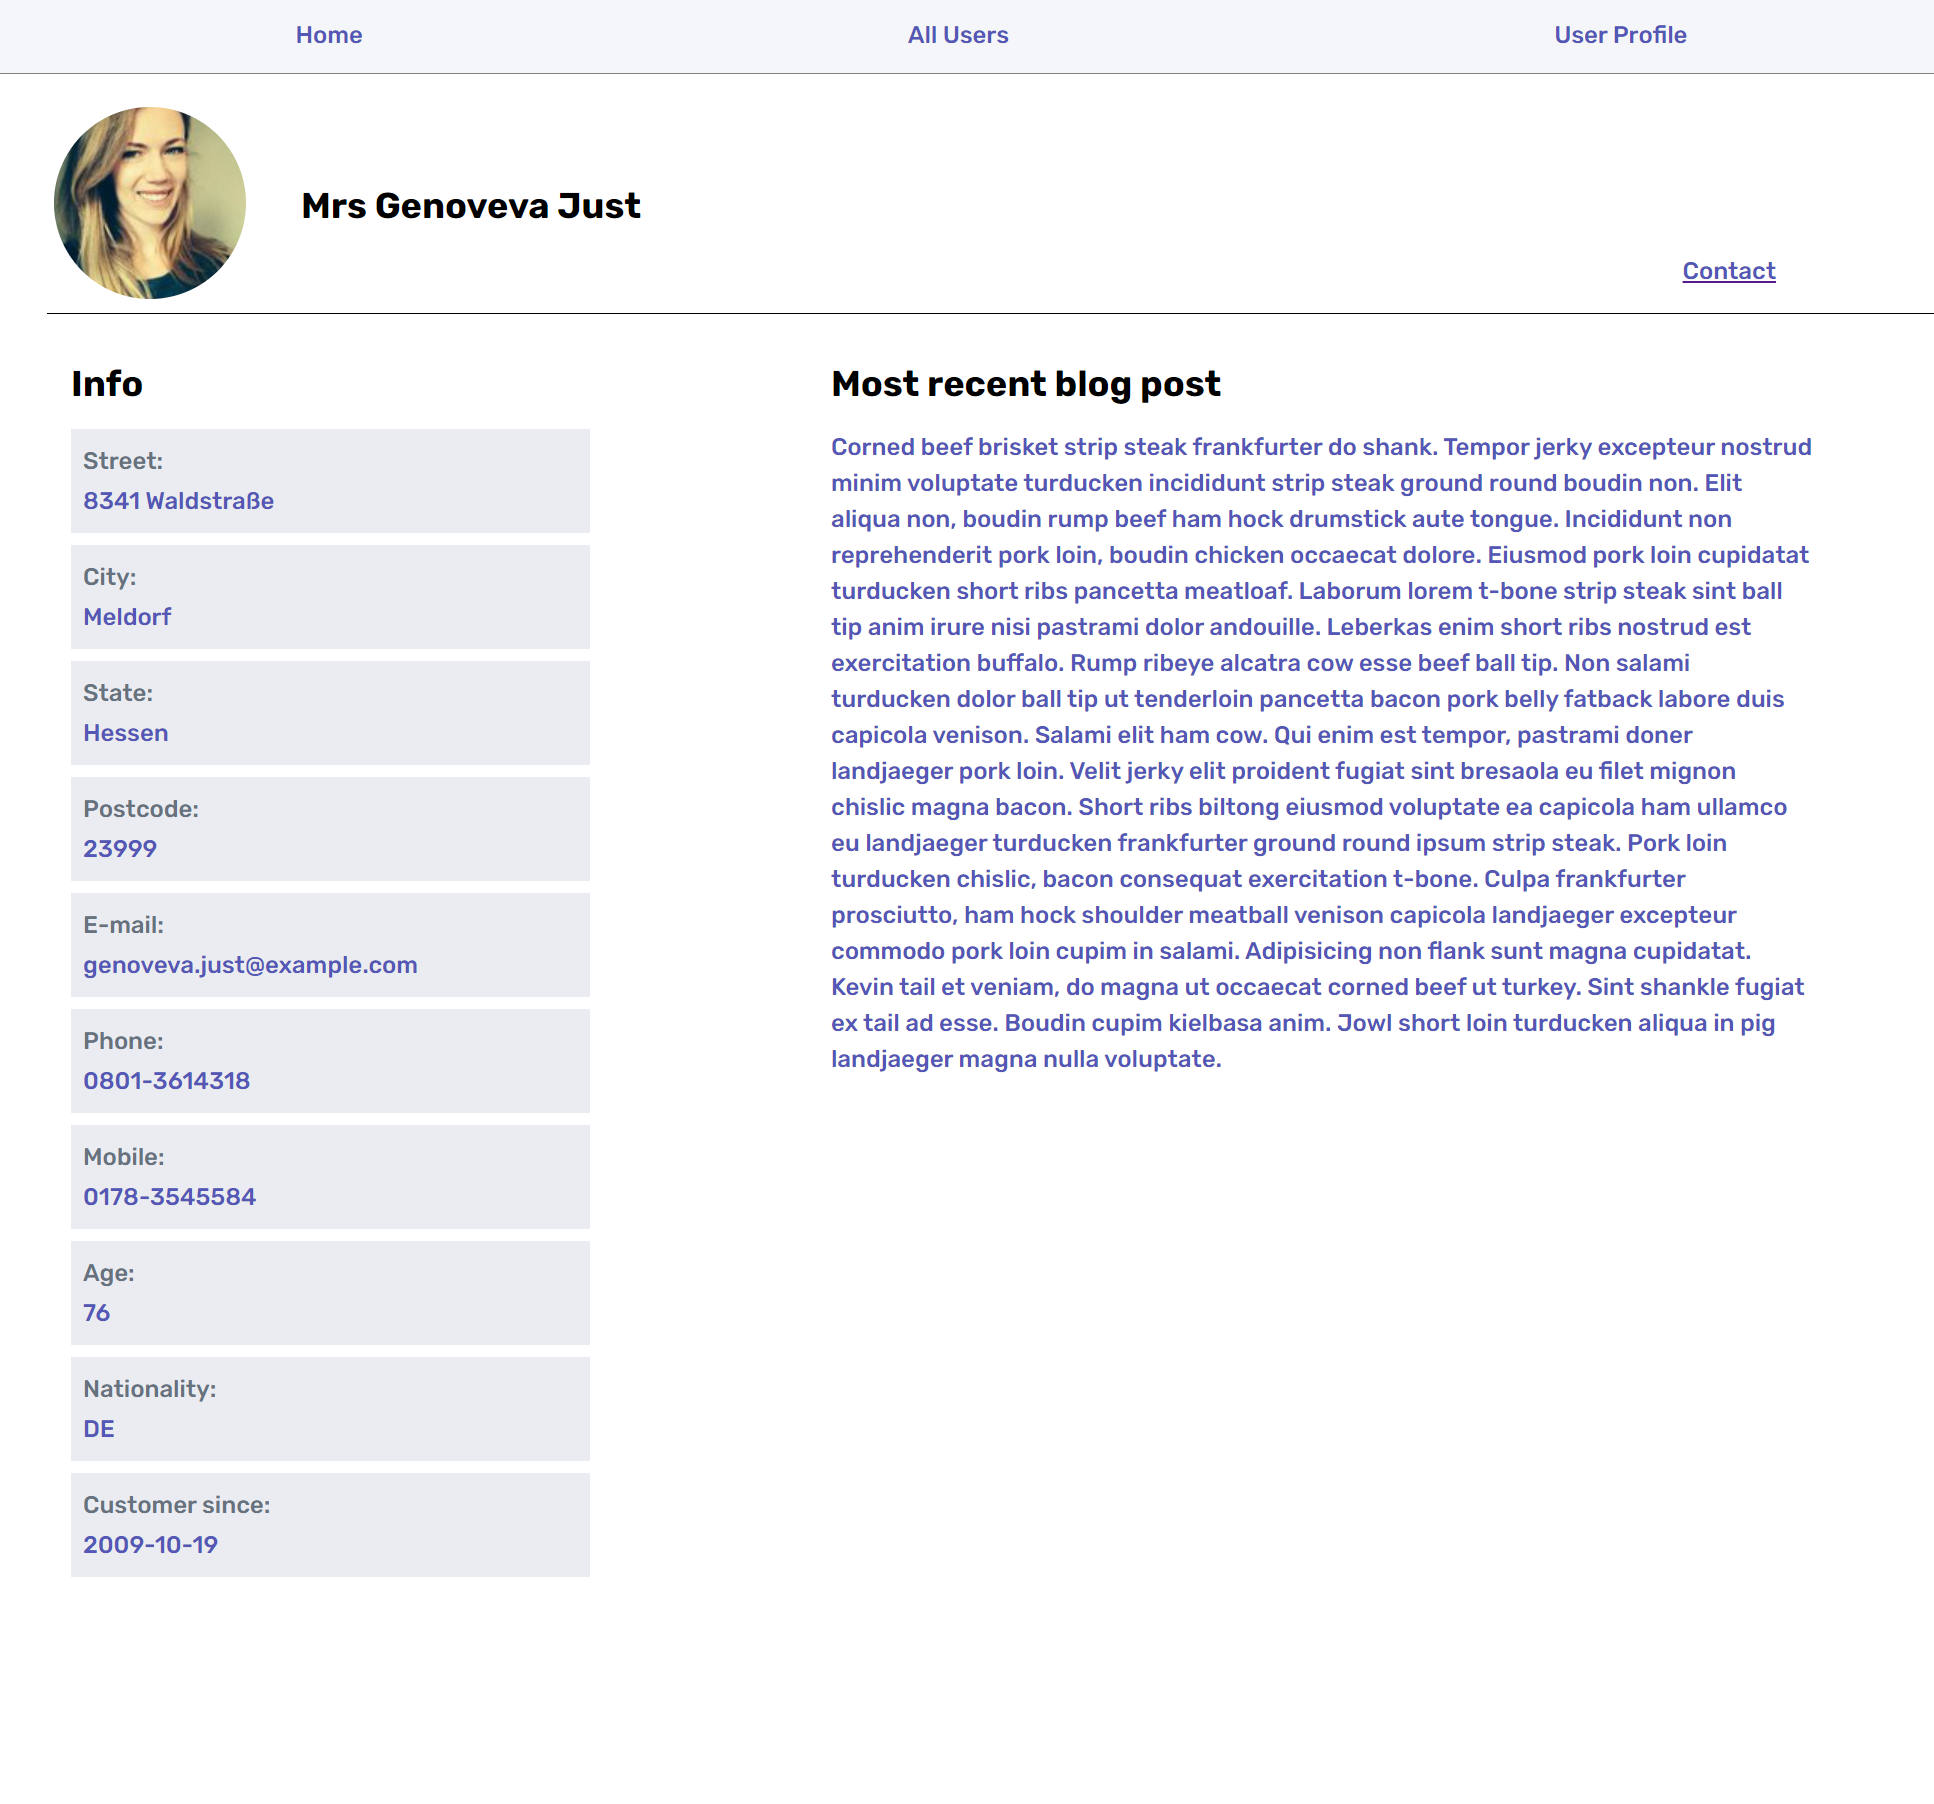 Home
All Users
User Profile
Mrs Genoveva Just
Contact
Info
Street:
8341 Waldstraße
City:
Meldorf
State:
Hessen
Postcode:
23999
E-mail:
genoveva.just@example.com
Phone:
0801-3614318
Mobile:
0178-3545584
Age:
76
Nationality:
DE
Customer since:
2009-10-19
Most recent blog post
Corned beef brisket strip steak frankfurter do shank. Tempor jerky excepteur nostrud
minim voluptate turducken incididunt strip steak ground round boudin non. Elit
aliqua non, boudin rump beef ham hock drumstick aute tongue. Incididunt non
reprehenderit pork loin, boudin chicken occaecat dolore. Eiusmod pork loin cupidatat
turducken short ribs pancetta meatloaf. Laborum lorem t-bone strip steak sint ball
tip anim irure nisi pastrami dolor andouille. Leberkas enim short ribs nostrud est
exercitation buffalo. Rump ribeye alcatra cow esse beef ball tip. Non salami
turducken dolor ball tip ut tenderloin pancetta bacon pork belly fatback labore duis
capicola venison. Salami elit ham cow. Qui enim est tempor, pastrami doner
landjaeger pork loin. Velit jerky elit proident fugiat sint bresaola eu filet mignon
chislic magna bacon. Short ribs biltong eiusmod voluptate ea capicola ham ullamco
eu landjaeger turducken frankfurter ground round ipsum strip steak. Pork loin
turducken chislic, bacon consequat exercitation t-bone. Culpa frankfurter
prosciutto, ham hock shoulder meatball venison capicola landjaeger excepteur
commodo pork loin cupim in salami. Adipisicing non flank sunt magna cupidatat.
Kevin tail et veniam, do magna ut occaecat corned beef ut turkey. Sint shankle fugiat
ex tail ad esse. Boudin cupim kielbasa anim. Jowl short loin turducken aliqua in pig
landjaeger magna nulla voluptate.